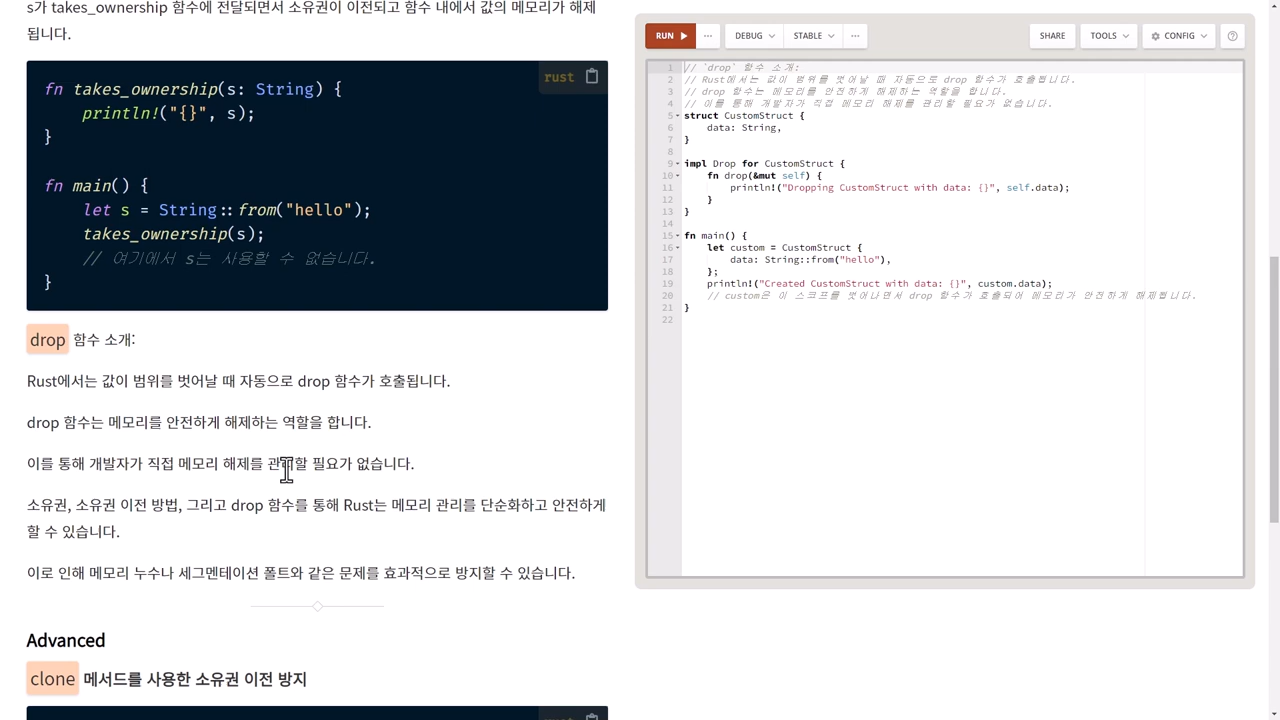 s가 takes_ownership 함수에 전달되면서 소유권이 이전되고 함수 내에서 값의 메모리가 해제
됩니다.
rust
fn takes_ownership(s: String) {
    println!("{}", s);
}
fn main() {
    let s = String::from("hello");
    takes_ownership(s);
    // 여기에서 s는 사용할 수 없습니다.
}
drop 함수 소개:
Rust에서는 값이 범위를 벗어날 때 자동으로 drop 함수가 호출됩니다.
drop 함수는 메모리를 안전하게 해제하는 역할을 합니다.
이를 통해 개발자가 직접 메모리 해제를 관리할 필요가 없습니다.
소유권, 소유권 이전 방법, 그리고 drop 함수를 통해 Rust는 메모리 관리를 단순화하고 안전하게
할 수 있습니다.
이로 인해 메모리 누수나 세그멘테이션 폴트와 같은 문제를 효과적으로 방지할 수 있습니다.
Advanced
clone 메서드를 사용한 소유권 이전 방지
RUN ... DEBUG STABLE ... SHARE TOOLS CONFIG
1 // `drop` 함수 소개:
2 // Rust에서는 값이 범위를 벗어날 때 자동으로 drop 함수가 호출됩니다.
3 // drop 함수는 메모리를 안전하게 해제하는 역할을 합니다.
4 // 이를 통해 개발자가 직접 메모리 해제를 관리할 필요가 없습니다.
5 struct CustomStruct {
6     data: String,
7 }
8
9 impl Drop for CustomStruct {
10     fn drop(&mut self) {
11         println!("Dropping CustomStruct with data: {}", self.data);
12     }
13 }
14
15 fn main() {
16     let custom = CustomStruct {
17         data: String::from("hello"),
18     };
19     println!("Created CustomStruct with data: {}", custom.data);
20     // custom은 이 스코프를 벗어나면서 drop 함수가 호출되어 메모리가 안전하게 해제됩니다.
21 }
22